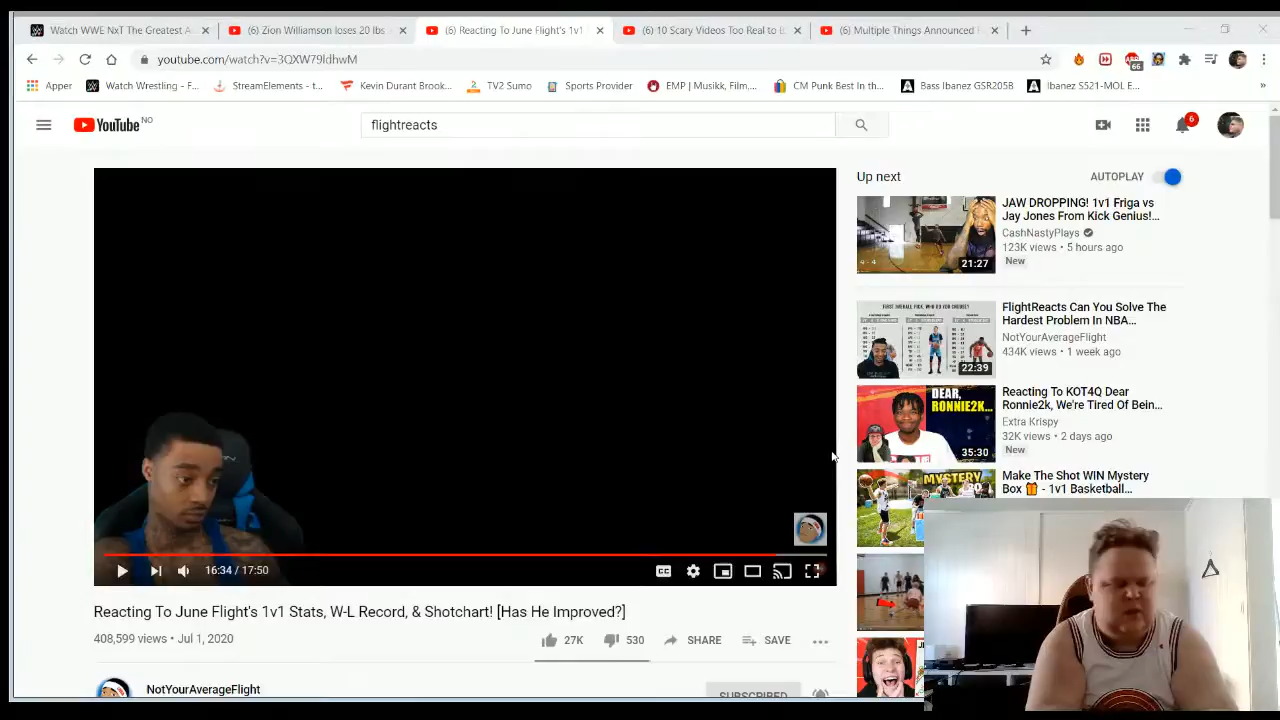 Watch WWE NxT The Greatest A
(6) Zion Williamson loses 20 lbs
(6) Reacting To June Flight's 1v1
(6) 10 Scary Videos Too Real to E
(6) Multiple Things Announced F
youtube.com/watch?v=3QXW79ldhwM
66
Apper
Watch Wrestling - F...
StreamElements - t...
Kevin Durant Brook...
TV2 Sumo
Sports Provider
EMP | Musikk, Film,...
CM Punk Best In th...
Bass Ibanez GSR205B
Ibanez S521-MOL E...
YouTube NO
flightreacts
6
Up next
AUTOPLAY
JAW DROPPING! 1v1 Friga vs
Jay Jones From Kick Genius!...
CashNastyPlays
123K views • 5 hours ago
New
4 - 4
21:27
FlightReacts Can You Solve The
Hardest Problem In NBA...
NotYourAverageFlight
434K views • 1 week ago
22:39
Reacting To KOT4Q Dear
Ronnie2k, We're Tired Of Bein...
Extra Krispy
32K views • 2 days ago
New
DEAR,
RONNIE2K...
35:30
Make The Shot WIN Mystery
Box 🎁 - 1v1 Basketball...
MYSTERY
16:34 / 17:50
CC
Reacting To June Flight's 1v1 Stats, W-L Record, & Shotchart! [Has He Improved?]
408,599 views • Jul 1, 2020
27K
530
SHARE
SAVE
NotYourAverageFlight
SUBSCRIBED